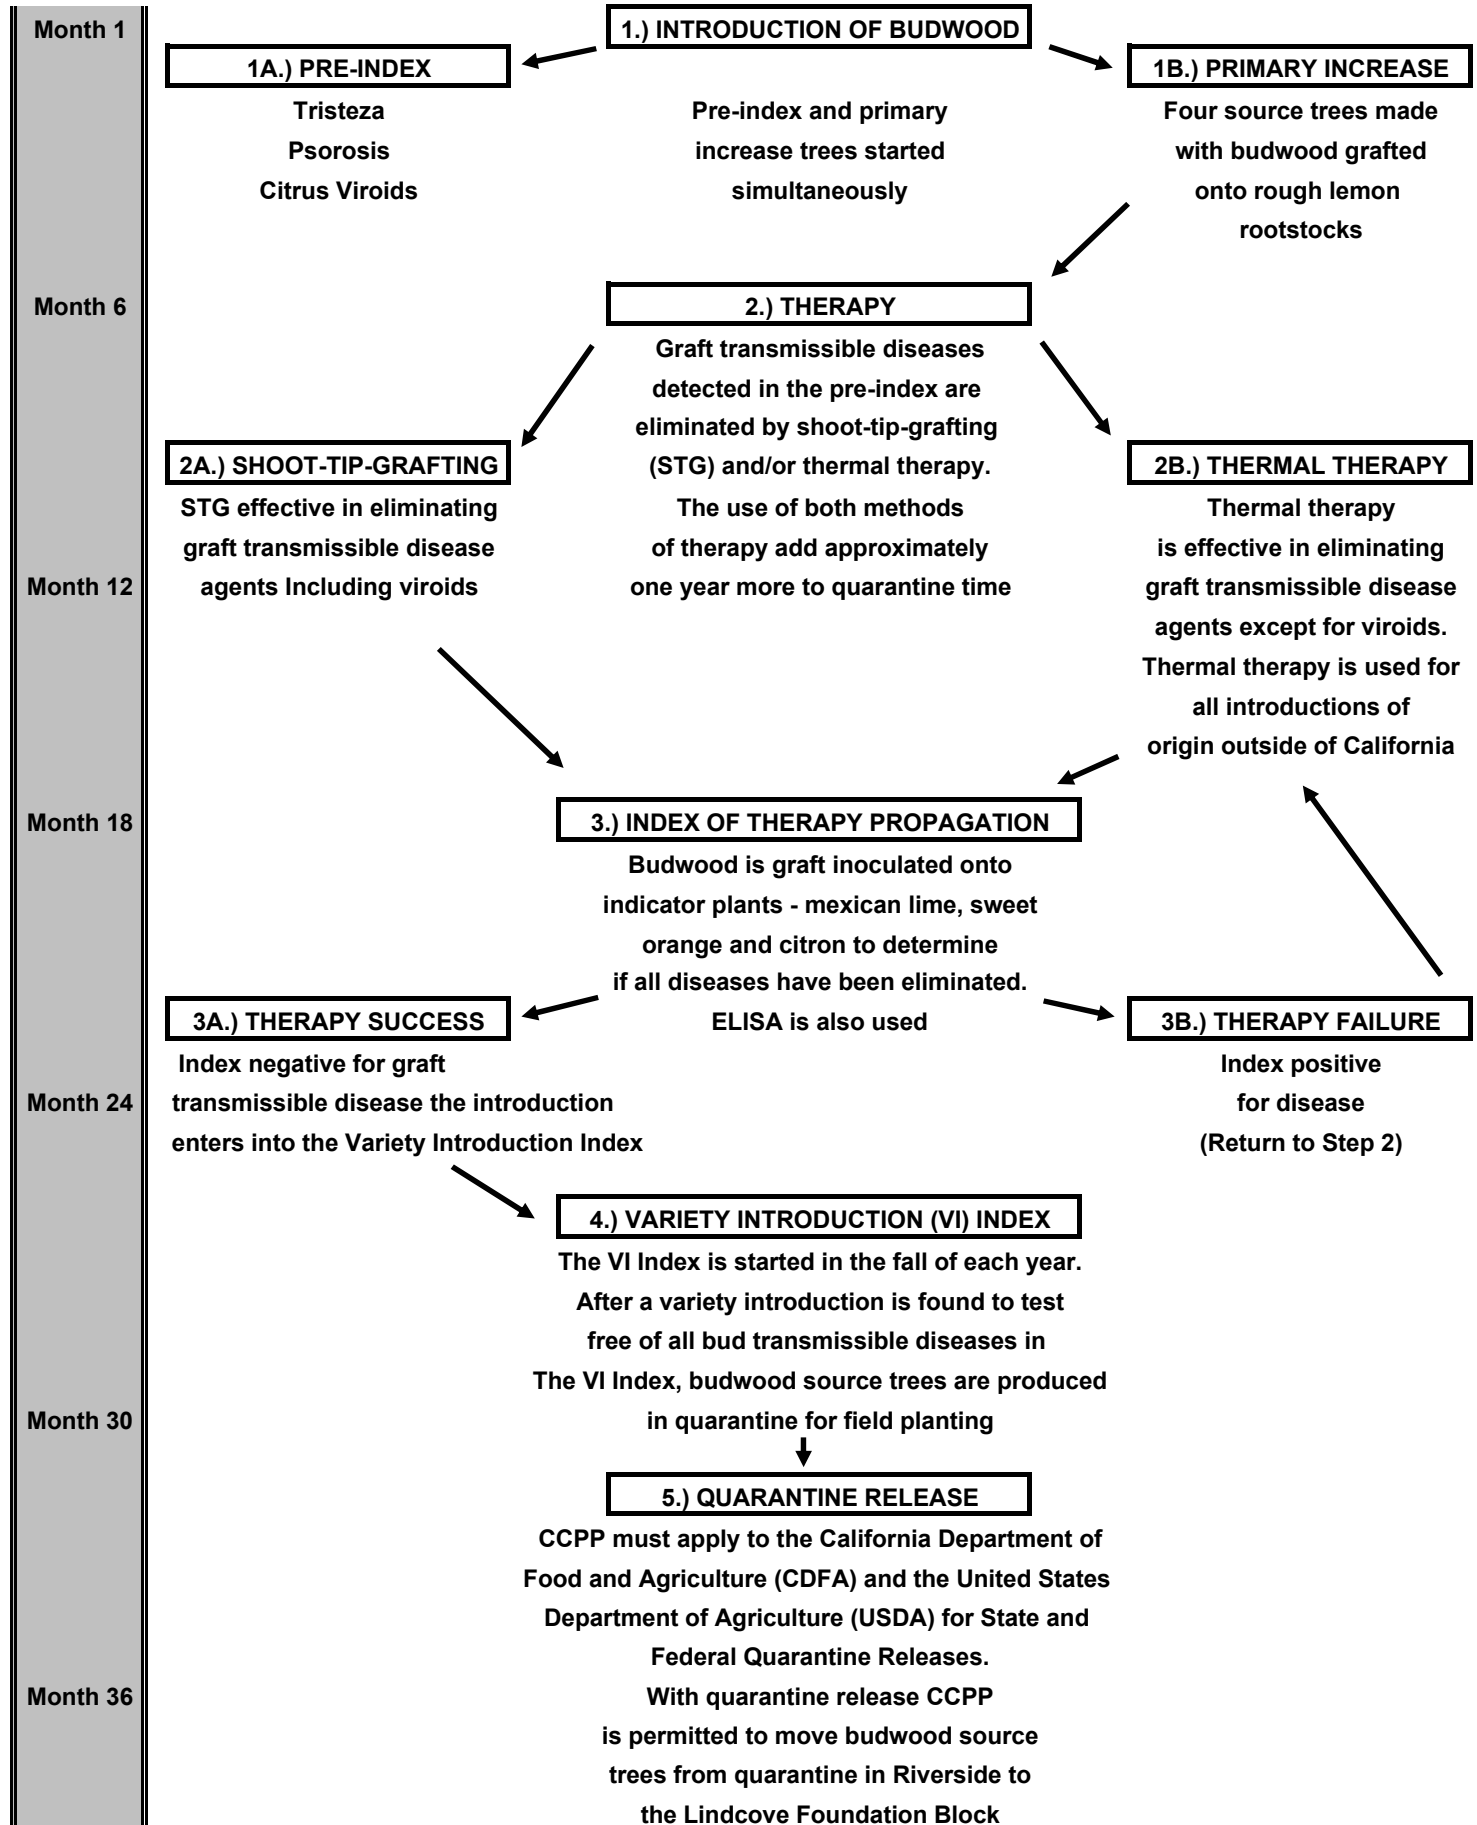 Month 1
1.) INTRODUCTION OF BUDWOOD
1A.) PRE-INDEX
Tristeza
Psorosis
Citrus Viroids
Pre-index and primary
increase trees started
simultaneously
1B.) PRIMARY INCREASE
Four source trees made
with budwood grafted
onto rough lemon
rootstocks
Month 6
2.) THERAPY
Graft transmissible diseases
detected in the pre-index are
eliminated by shoot-tip-grafting
(STG) and/or thermal therapy.
The use of both methods
of therapy add approximately
one year more to quarantine time
2A.) SHOOT-TIP-GRAFTING
STG effective in eliminating
graft transmissible disease
agents Including viroids
Month 12
2B.) THERMAL THERAPY
Thermal therapy
is effective in eliminating
graft transmissible disease
agents except for viroids.
Thermal therapy is used for
all introductions of
origin outside of California
Month 18
3.) INDEX OF THERAPY PROPAGATION
Budwood is graft inoculated onto
indicator plants - mexican lime, sweet
orange and citron to determine
if all diseases have been eliminated.
ELISA is also used
3A.) THERAPY SUCCESS
Index negative for graft
transmissible disease the introduction
enters into the Variety Introduction Index
Month 24
3B.) THERAPY FAILURE
Index positive
for disease
(Return to Step 2)
4.) VARIETY INTRODUCTION (VI) INDEX
The VI Index is started in the fall of each year.
After a variety introduction is found to test
free of all bud transmissible diseases in
The VI Index, budwood source trees are produced
in quarantine for field planting
Month 30
5.) QUARANTINE RELEASE
CCPP must apply to the California Department of
Food and Agriculture (CDFA) and the United States
Department of Agriculture (USDA) for State and
Federal Quarantine Releases.
Month 36
With quarantine release CCPP
is permitted to move budwood source
trees from quarantine in Riverside to
the Lindcove Foundation Block